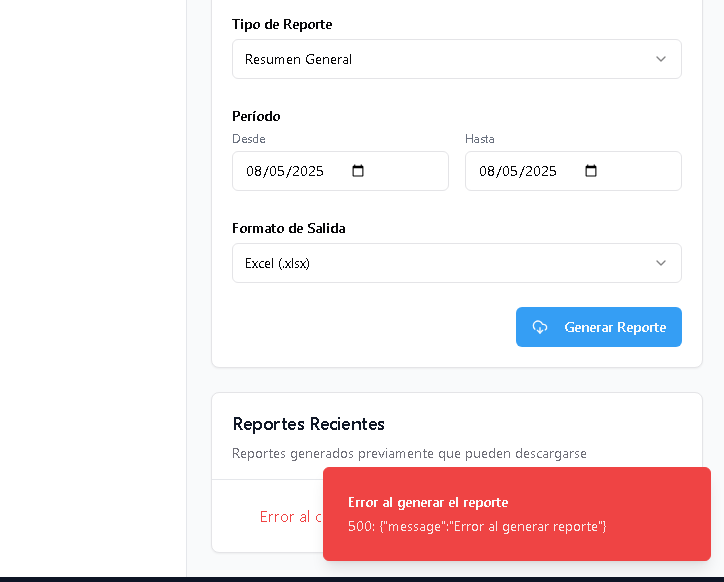 Tipo de Reporte
Resumen General
Período
Desde
Hasta
08/05/2025
08/05/2025
Formato de Salida
Excel (.xlsx)
Generar Reporte
Reportes Recientes
Reportes generados previamente que pueden descargarse
Error al c
Error al generar el reporte
500: {"message":"Error al generar reporte"}